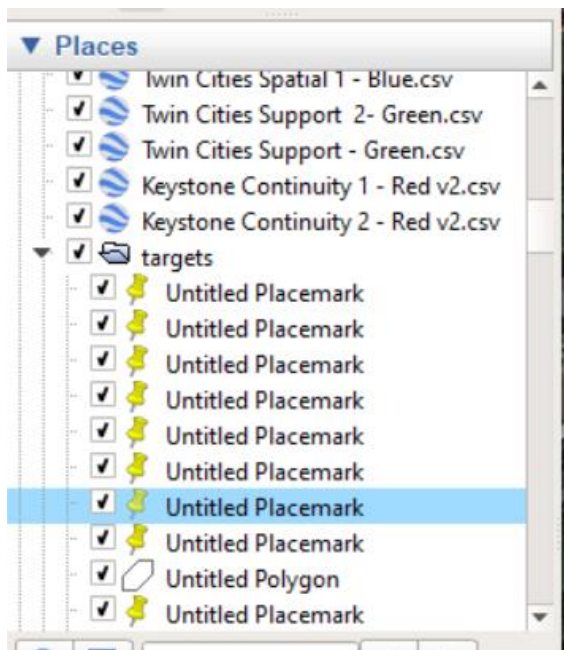 Places
Twin Cities Spatial 1 - Blue.csv
Twin Cities Support  2- Green.csv
Twin Cities Support - Green.csv
Keystone Continuity 1 - Red v2.csv
Keystone Continuity 2 - Red v2.csv
targets
Untitled Placemark
Untitled Placemark
Untitled Placemark
Untitled Placemark
Untitled Placemark
Untitled Placemark
Untitled Placemark
Untitled Placemark
Untitled Polygon
Untitled Placemark